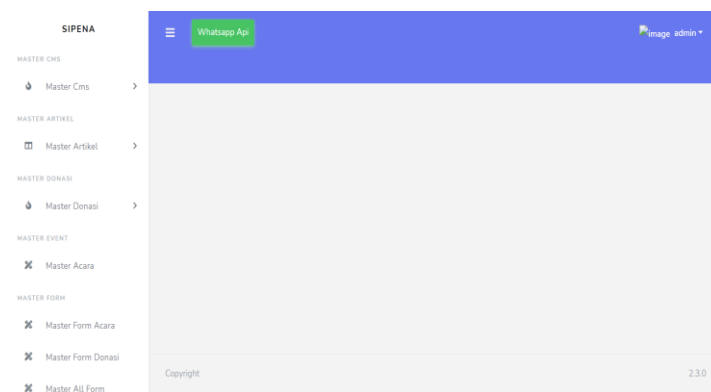 SIPENA
Whatsapp Api
image admin
MASTER CMS
Master Cms
MASTER ARTIKEL
Master Artikel
MASTER DONASI
Master Donasi
MASTER EVENT
Master Acara
MASTER FORM
Master Form Acara
Master Form Donasi
Master All Form
Copyright
2.3.0